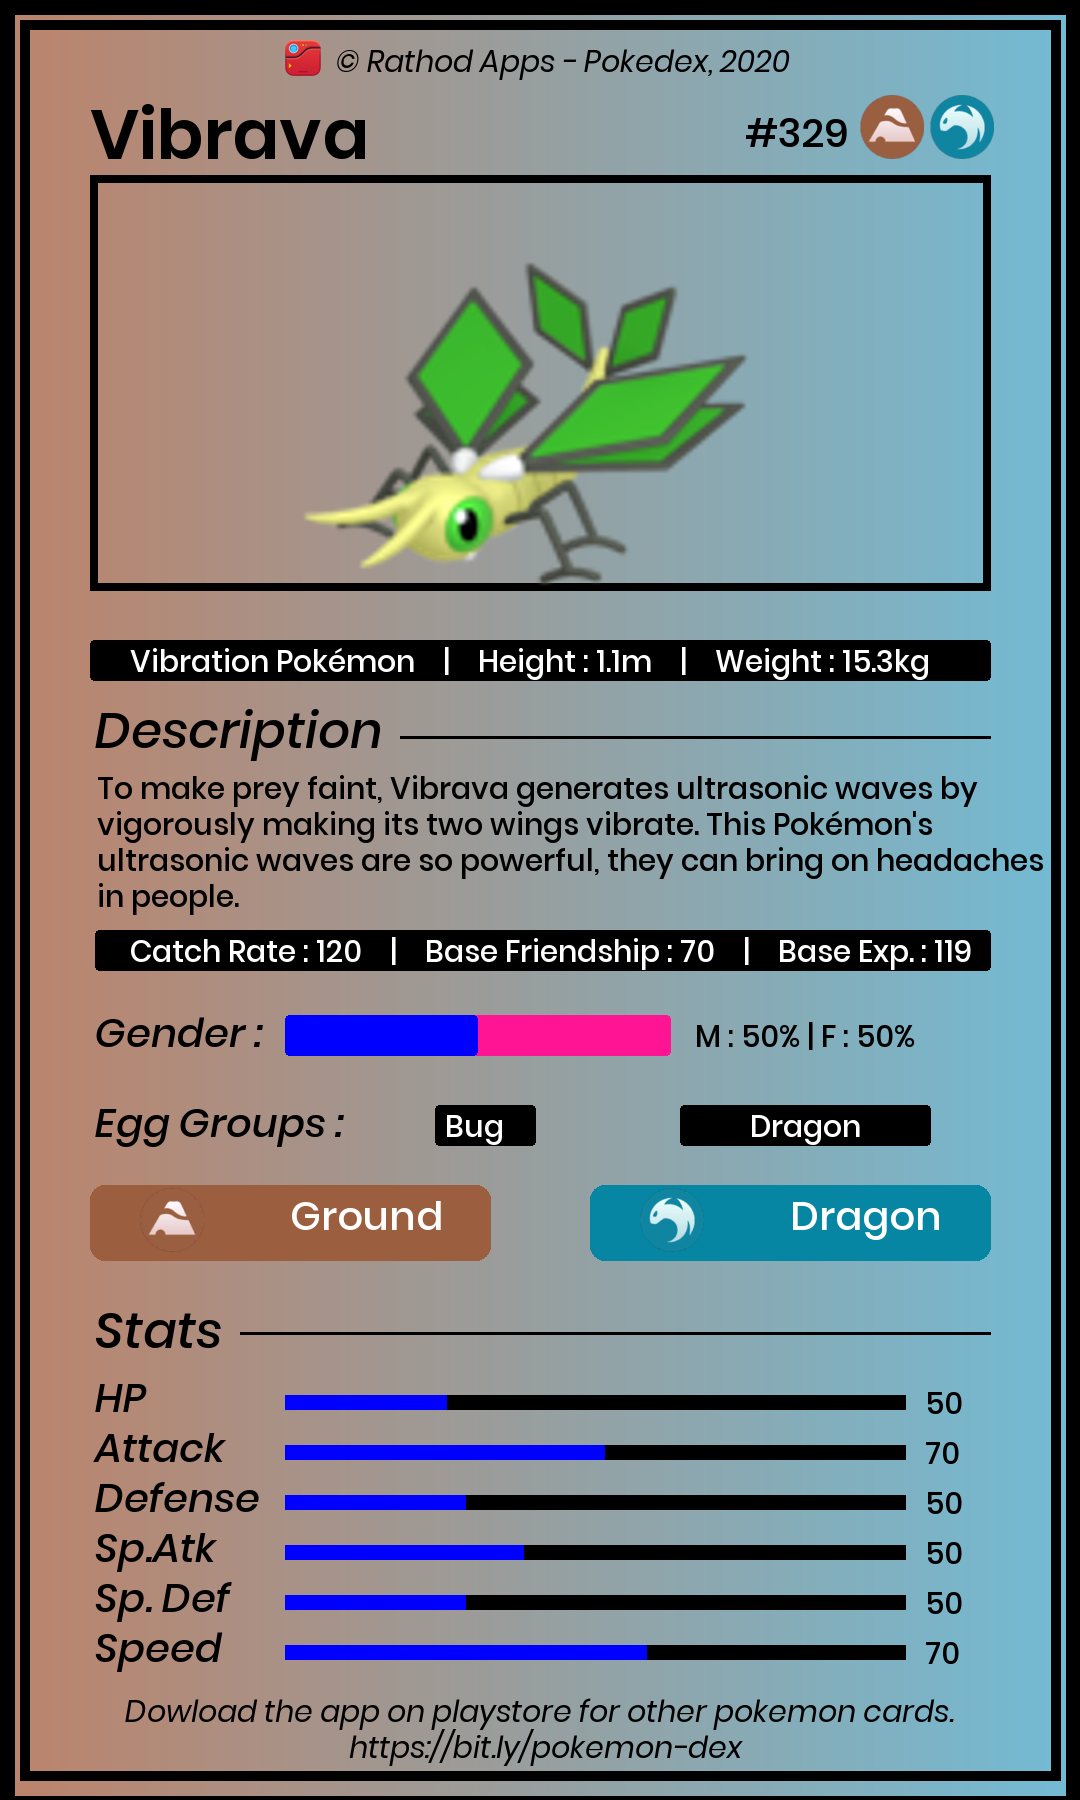 © Rathod Apps - Pokedex, 2020
Vibrava #329
Vibration Pokémon | Height : 1.1m | Weight : 15.3kg
Description
To make prey faint, Vibrava generates ultrasonic waves by
vigorously making its two wings vibrate. This Pokémon's
ultrasonic waves are so powerful, they can bring on headaches
in people.
Catch Rate : 120 | Base Friendship : 70 | Base Exp. : 119
Gender : M : 50% | F : 50%
Egg Groups : Bug Dragon
Ground Dragon
Stats
HP 50
Attack 70
Defense 50
Sp.Atk 50
Sp. Def 50
Speed 70
Dowload the app on playstore for other pokemon cards.
https://bit.ly/pokemon-dex